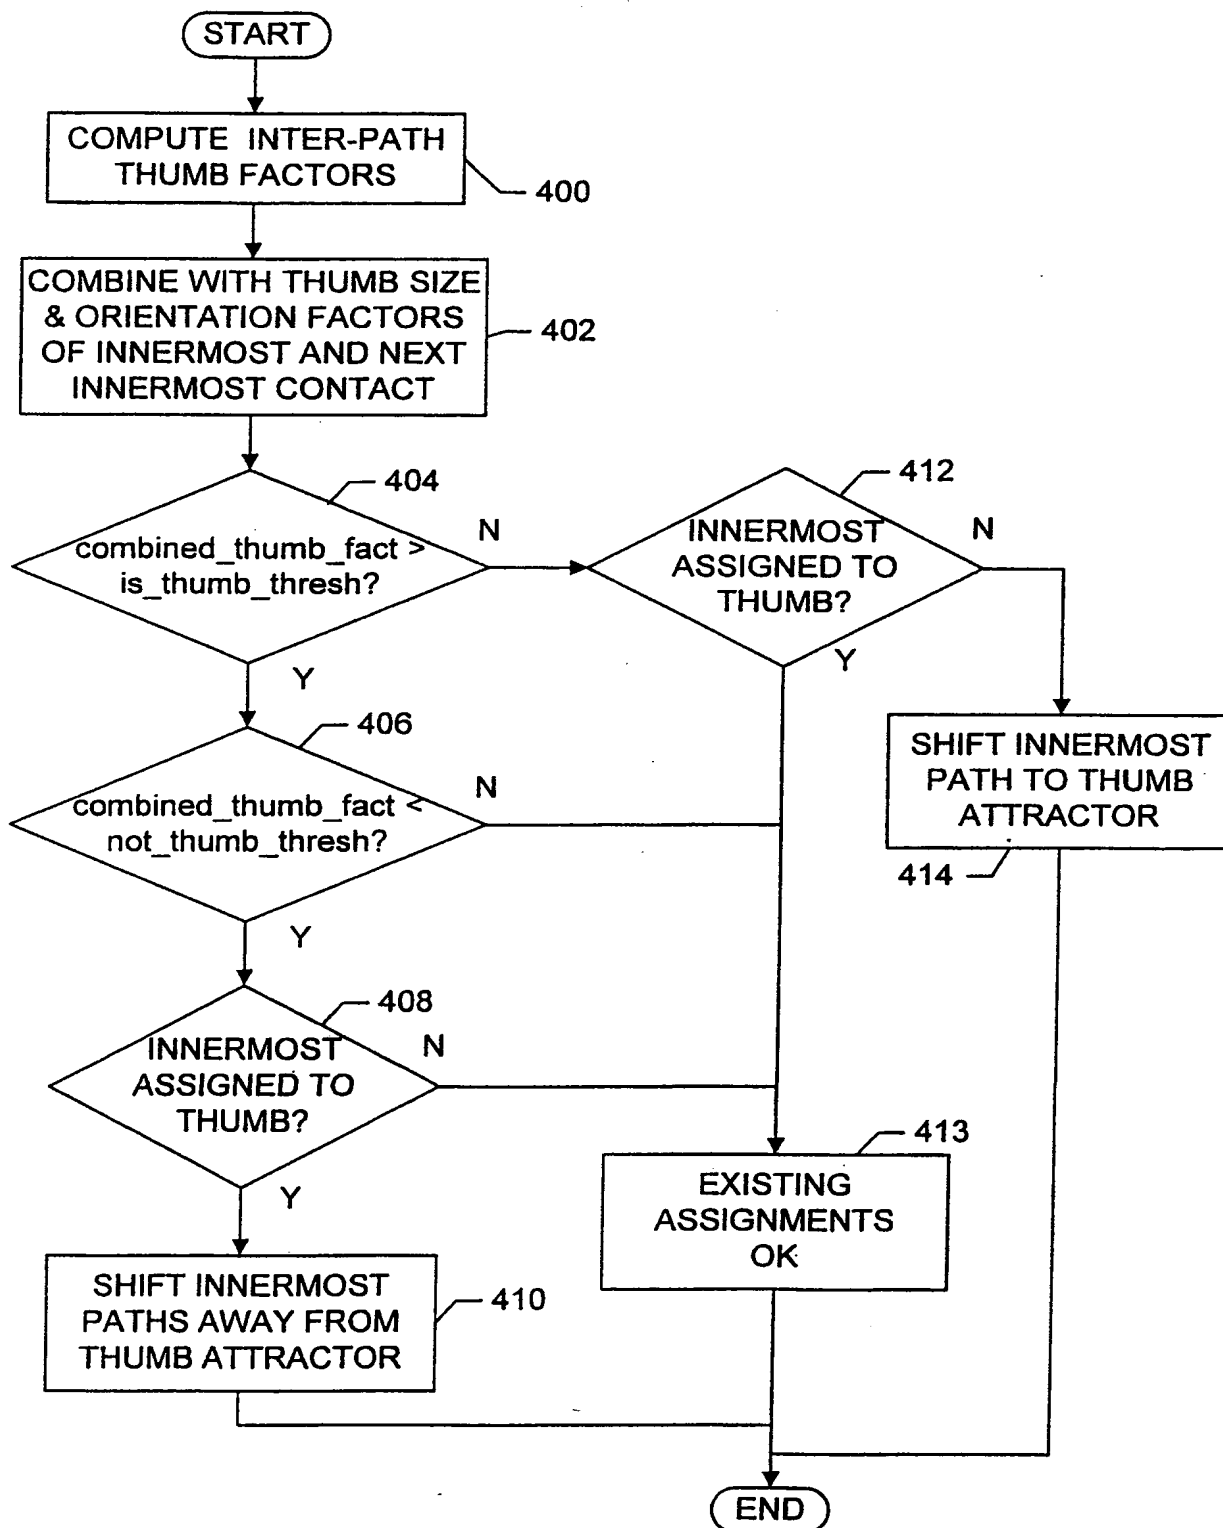 START
COMPUTE INTER-PATH
THUMB FACTORS
400
COMBINE WITH THUMB SIZE
& ORIENTATION FACTORS
OF INNERMOST AND NEXT
INNERMOST CONTACT
402
404
combined_thumb_fact >
is_thumb_thresh?
N
Y
412
INNERMOST
ASSIGNED TO
THUMB?
N
Y
406
combined_thumb_fact <
not_thumb_thresh?
N
Y
SHIFT INNERMOST
PATH TO THUMB
ATTRACTOR
414
408
INNERMOST
ASSIGNED TO
THUMB?
N
Y
413
EXISTING
ASSIGNMENTS
OK
SHIFT INNERMOST
PATHS AWAY FROM
THUMB ATTRACTOR
410
END